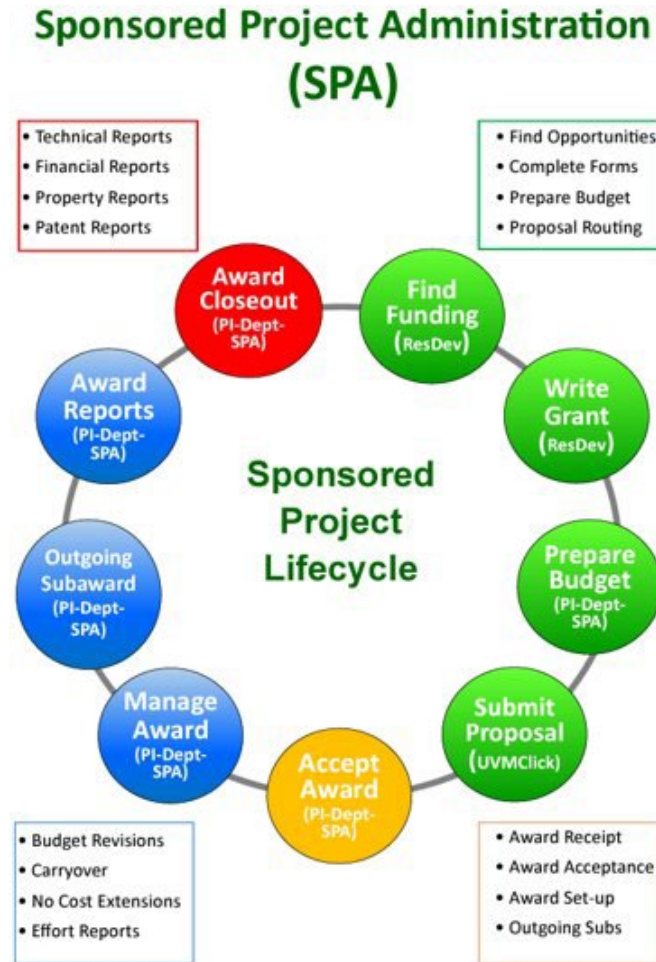 Sponsored Project Administration
(SPA)
• Technical Reports
• Financial Reports
• Property Reports
• Patent Reports
• Find Opportunities
• Complete Forms
• Prepare Budget
• Proposal Routing
Award
Closeout
(PI-Dept-
SPA)
Find
Funding
(ResDev)
Award
Reports
(PI-Dept-
SPA)
Write
Grant
(ResDev)
Sponsored
Project
Lifecycle
Outgoing
Subaward
(PI-Dept-
SPA)
Prepare
Budget
(PI-Dept-
SPA)
Manage
Award
(PI-Dept-
SPA)
Submit
Proposal
(UVMClick)
Accept
Award
(PI-Dept-
SPA)
• Budget Revisions
• Carryover
• No Cost Extensions
• Effort Reports
• Award Receipt
• Award Acceptance
• Award Set-up
• Outgoing Subs